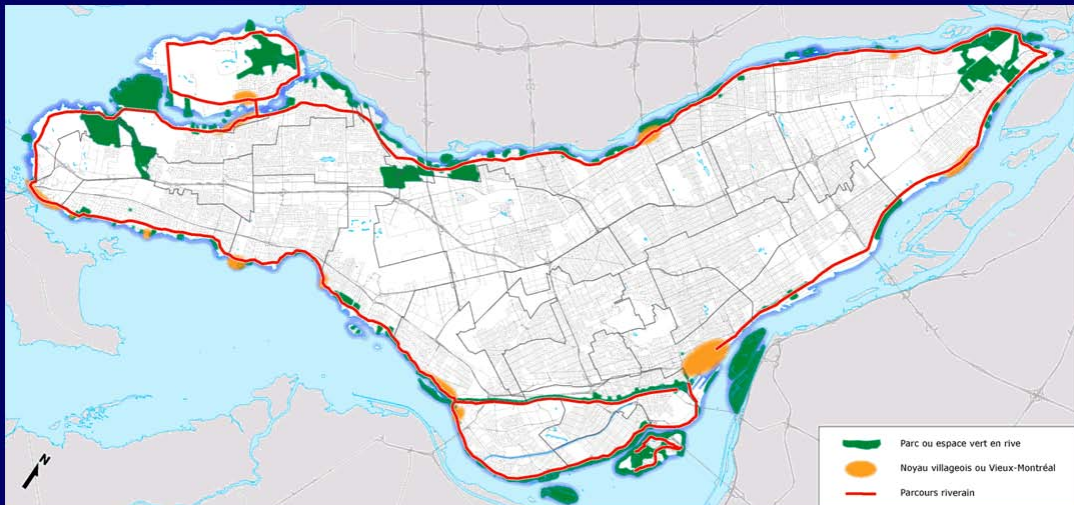 N
Parc ou espace vert en rive
Noyau villageois ou Vieux-Montréal
Parcours riverain